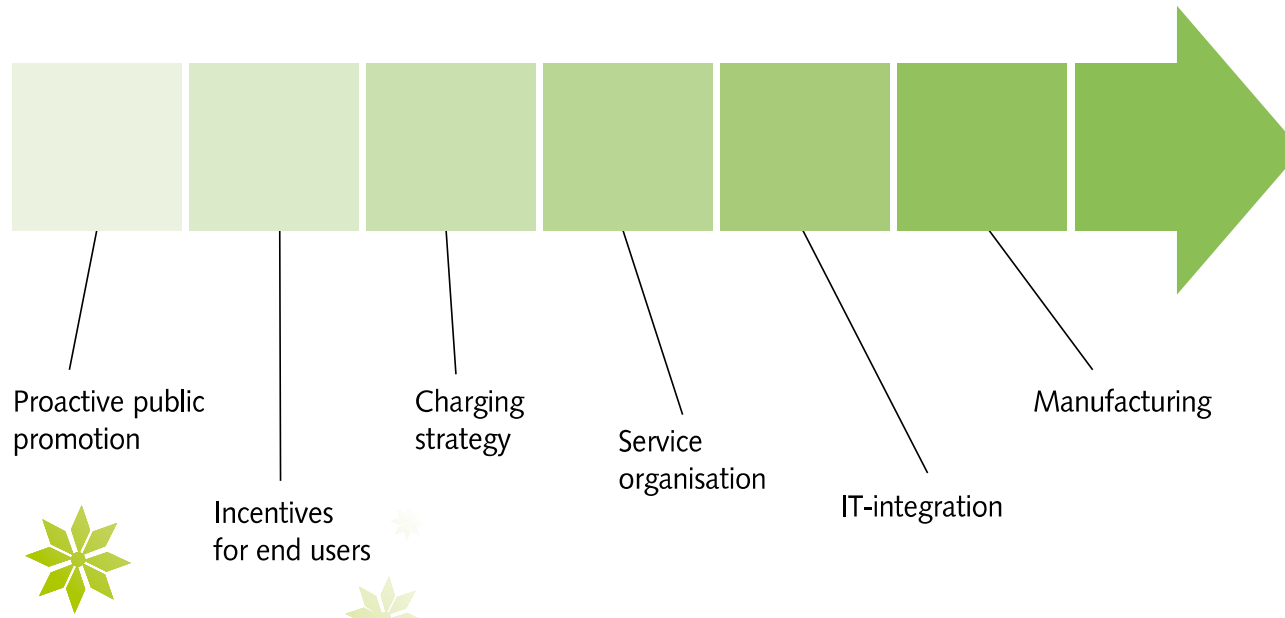 Proactive public
promotion
Incentives
for end users
Charging
strategy
Service
organisation
IT-integration
Manufacturing